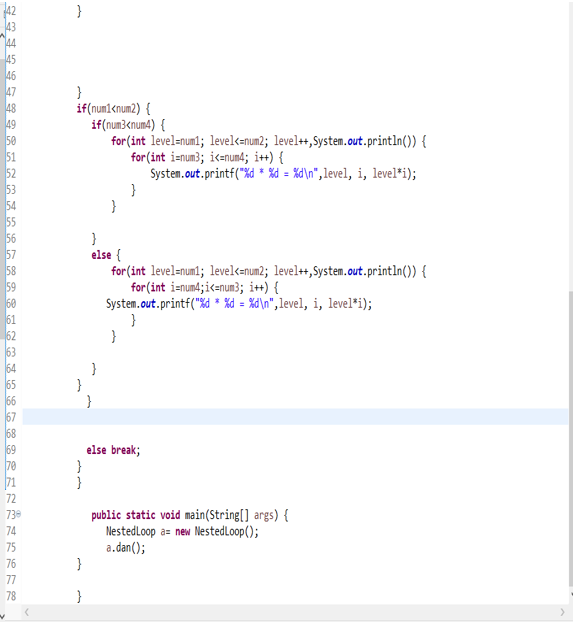 42 }
43
44
45
46
47 }
48 if(num1<num2) {
49 if(num3<num4) {
50 for(int level=num1; level<=num2; level++,System.out.println()) {
51 for(int i=num3; i<=num4; i++) {
52 System.out.printf("%d * %d = %d\n",level, i, level*i);
53 }
54 }
55
56 }
57 else {
58 for(int level=num1; level<=num2; level++,System.out.println()) {
59 for(int i=num4;i<=num3; i++) {
60 System.out.printf("%d * %d = %d\n",level, i, level*i);
61 }
62 }
63
64 }
65 }
66 }
67
68
69 else break;
70 }
71 }
72
73 public static void main(String[] args) {
74 NestedLoop a= new NestedLoop();
75 a.dan();
76 }
77
78 }